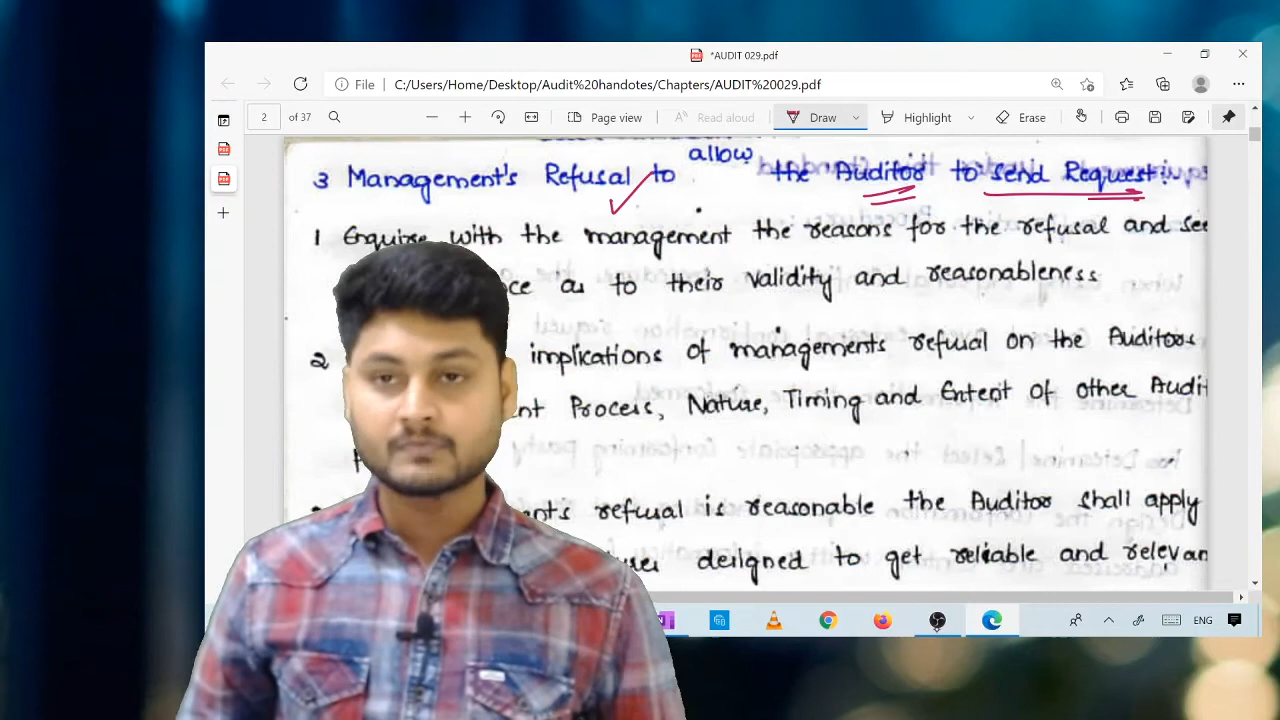 *AUDIT 029.pdf
File C:/Users/Home/Desktop/Audit%20handotes/Chapters/AUDIT%20029.pdf
2 of 37 Page view Read aloud Draw Highlight Erase
allow
3 Management's Refusal to the Auditor to send Request:
1 Enquire with the management the reasons for the refusal and see
ce as to their validity and reasonableness
2 implications of managements refusal on the Auditors
nt Process, Nature, Timing and Extent of other Audit
nt's refusal is reasonable the Auditor shall apply
designed to get reliable and relevan
ENG